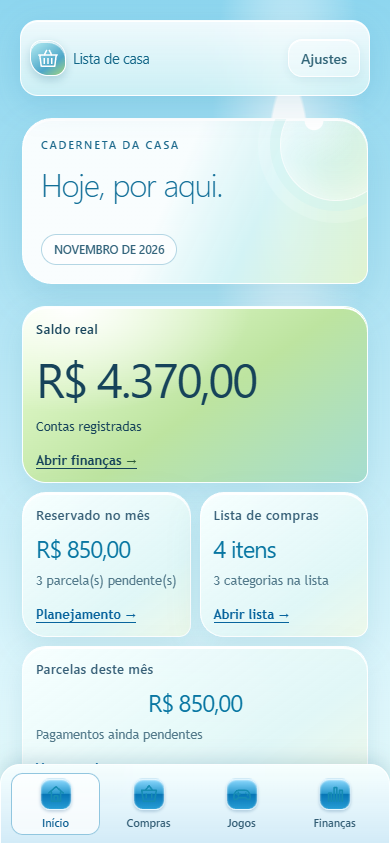 Lista de casa
Ajustes
CADERNETA DA CASA
Hoje, por aqui.
NOVEMBRO DE 2026
Saldo real
R$ 4.370,00
Contas registradas
Abrir finanças →
Reservado no mês
R$ 850,00
3 parcela(s) pendente(s)
Planejamento →
Lista de compras
4 itens
3 categorias na lista
Abrir lista →
Parcelas deste mês
R$ 850,00
Pagamentos ainda pendentes
Início
Compras
Jogos
Finanças